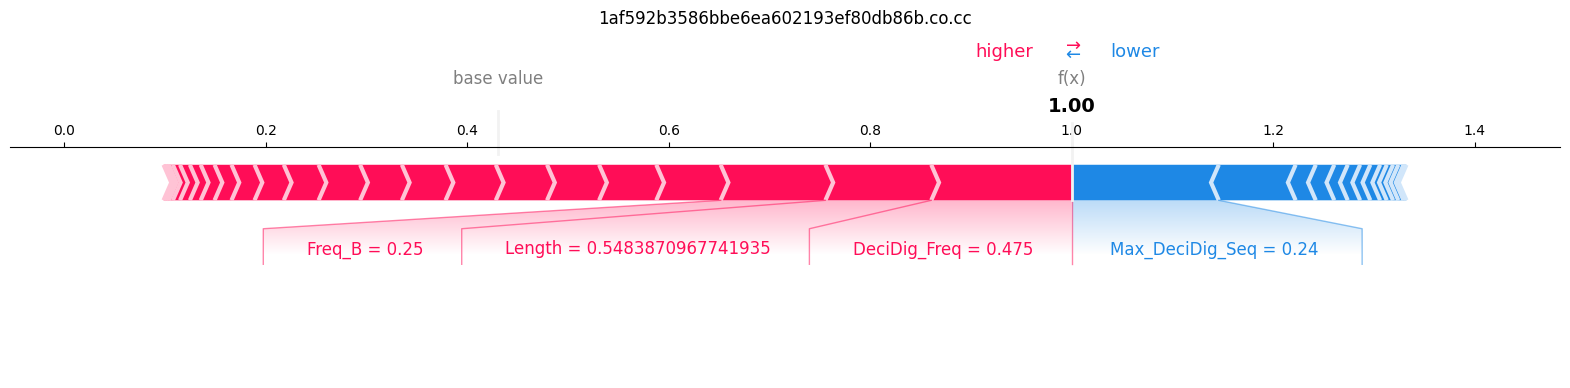 1af592b3586bbe6ea602193ef80db86b.co.cc
higher ⇄ lower
base value f(x)
1.00
0.0 0.2 0.4 0.6 0.8 1.0 1.2 1.4
Freq_B = 0.25 Length = 0.5483870967741935 DeciDig_Freq = 0.475 Max_DeciDig_Seq = 0.24